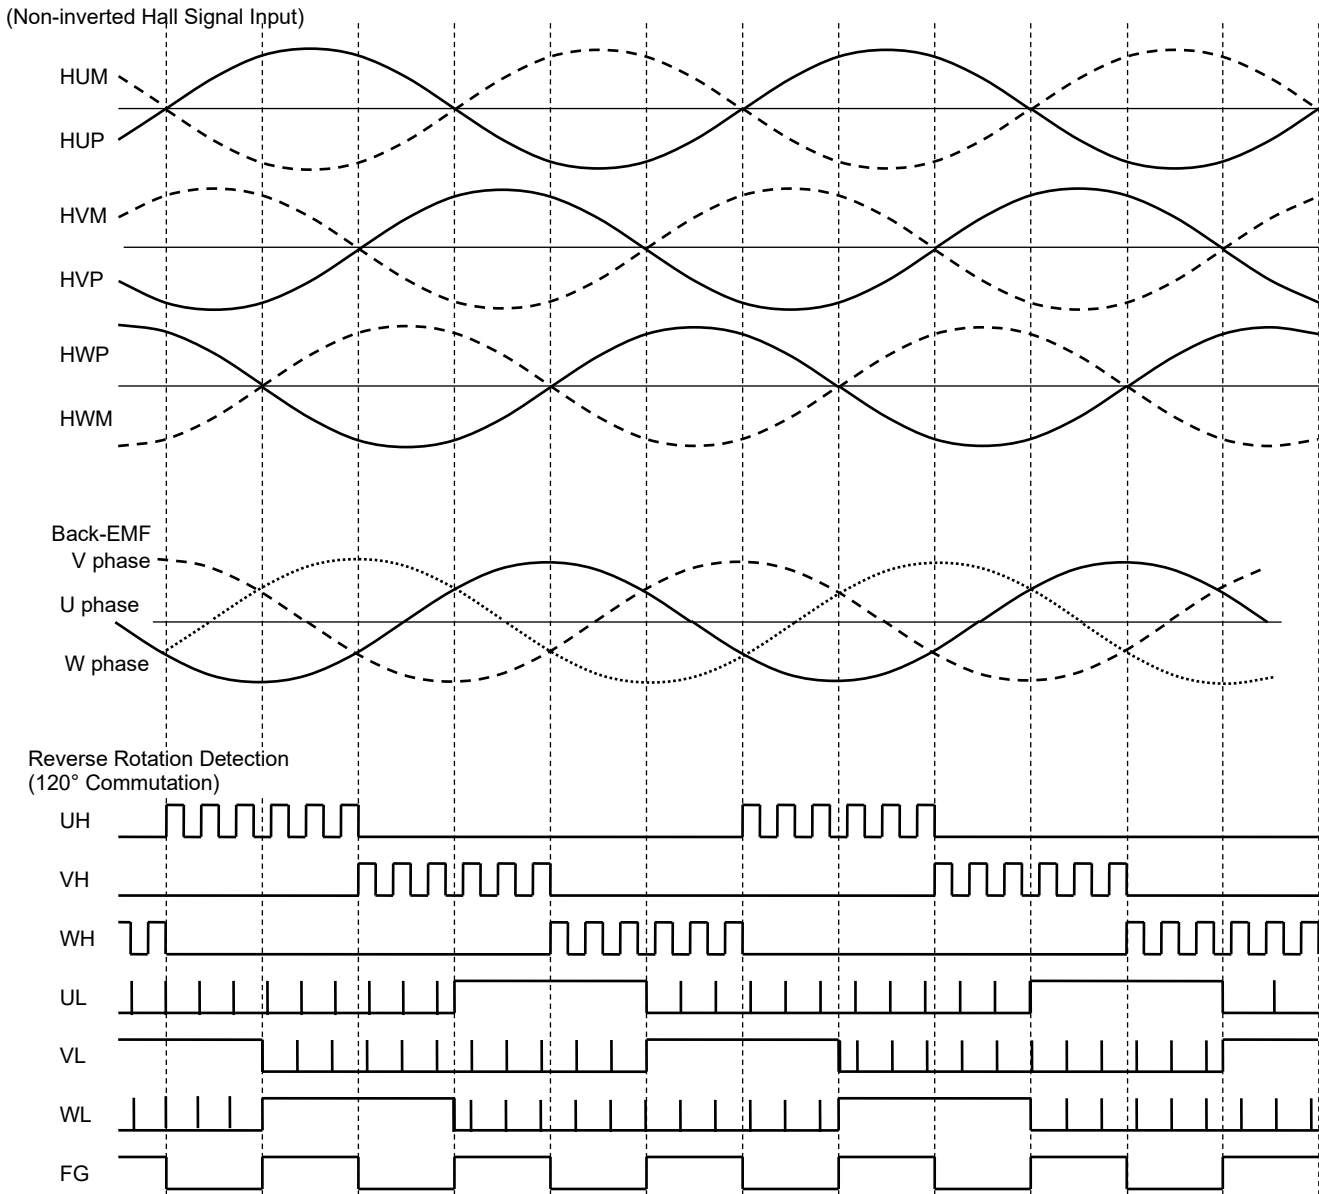 (Non-inverted Hall Signal Input)
HUM
HUP
HVM
HVP
HWP
HWM
Back-EMF
V phase
U phase
W phase
Reverse Rotation Detection
(120° Commutation)
UH
VH
WH
UL
VL
WL
FG